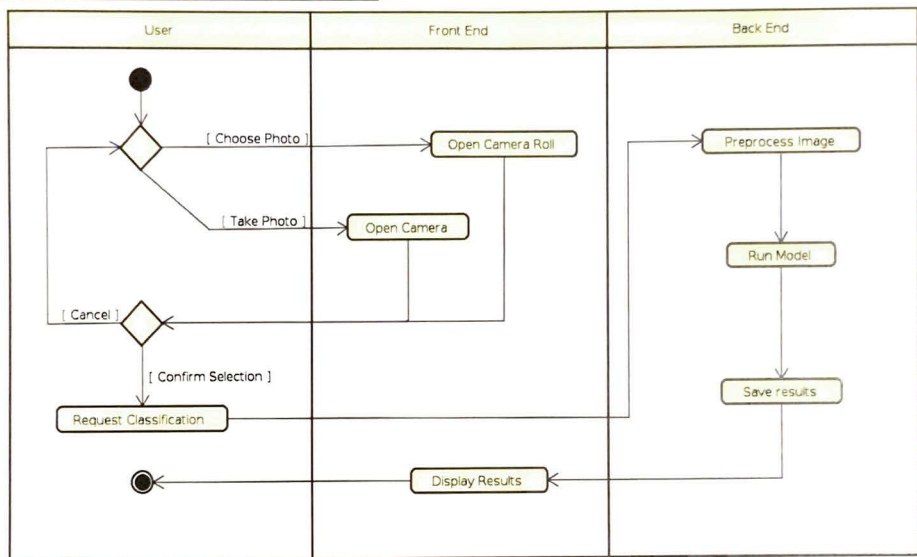 User
Front End
Back End
[ Choose Photo ]
Open Camera Roll
Preprocess Image
[ Take Photo ]
Open Camera
Run Model
[ Cancel ]
[ Confirm Selection ]
Save results
Request Classification
Display Results